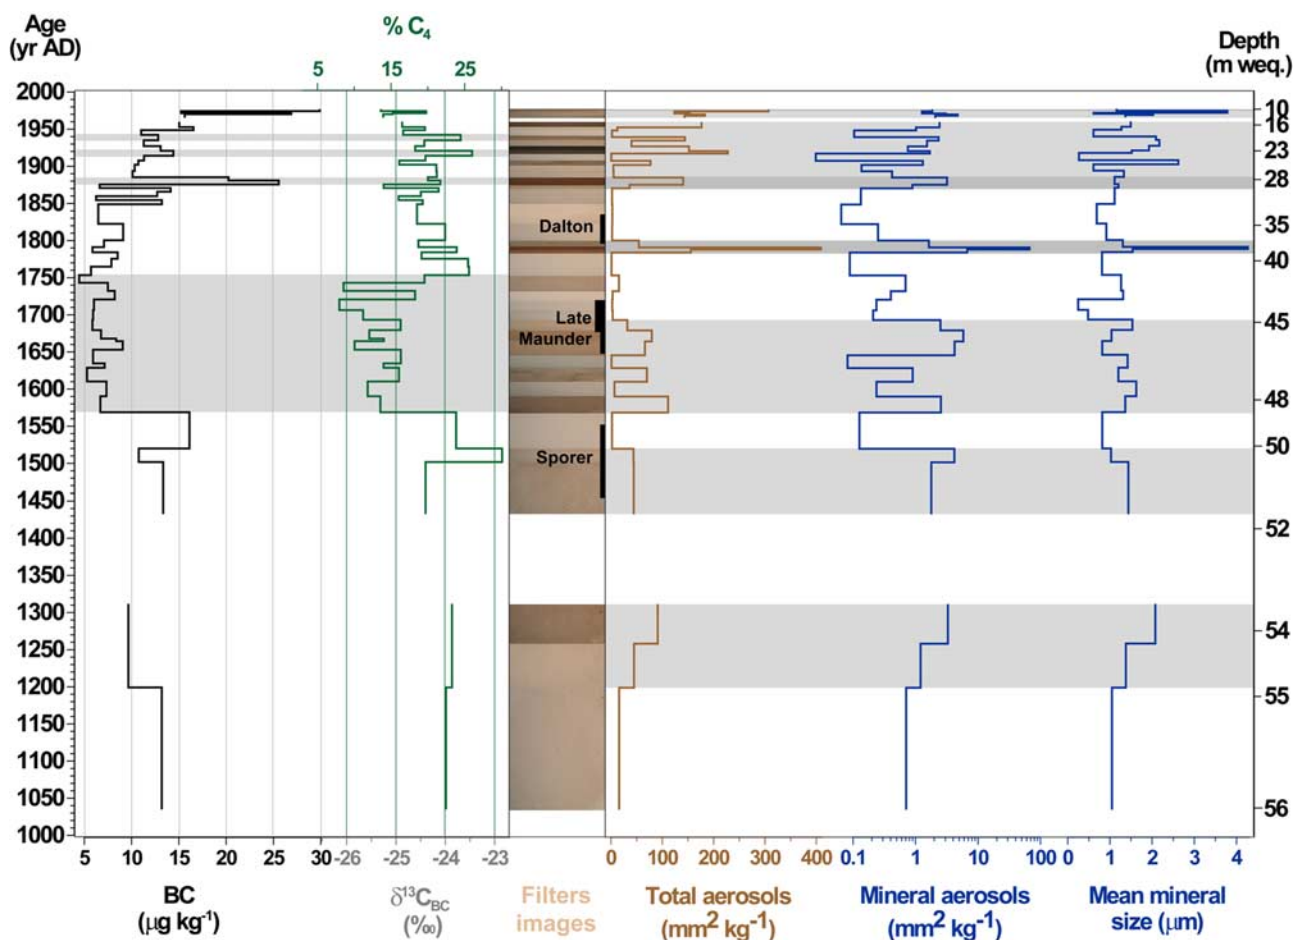 Age
(yr AD)
% C4
5 15 25
Depth
(m weq.)
2000
1950
1900
1850
1800
1750
1700
1650
1600
1550
1500
1450
1400
1350
1300
1250
1200
1150
1100
1050
1000
Dalton
Late
Maunder
Sporer
10
16
23
28
35
40
45
48
50
52
54
55
56
5 10 15 20 25 30
-26 -25 -24 -23
0 100 200 300 400
0.1 1 10 100
0 1 2 3 4
BC
(μg kg-1)
δ13CBC
(‰)
Filters
images
Total aerosols
(mm2 kg-1)
Mineral aerosols
(mm2 kg-1)
Mean mineral
size (μm)